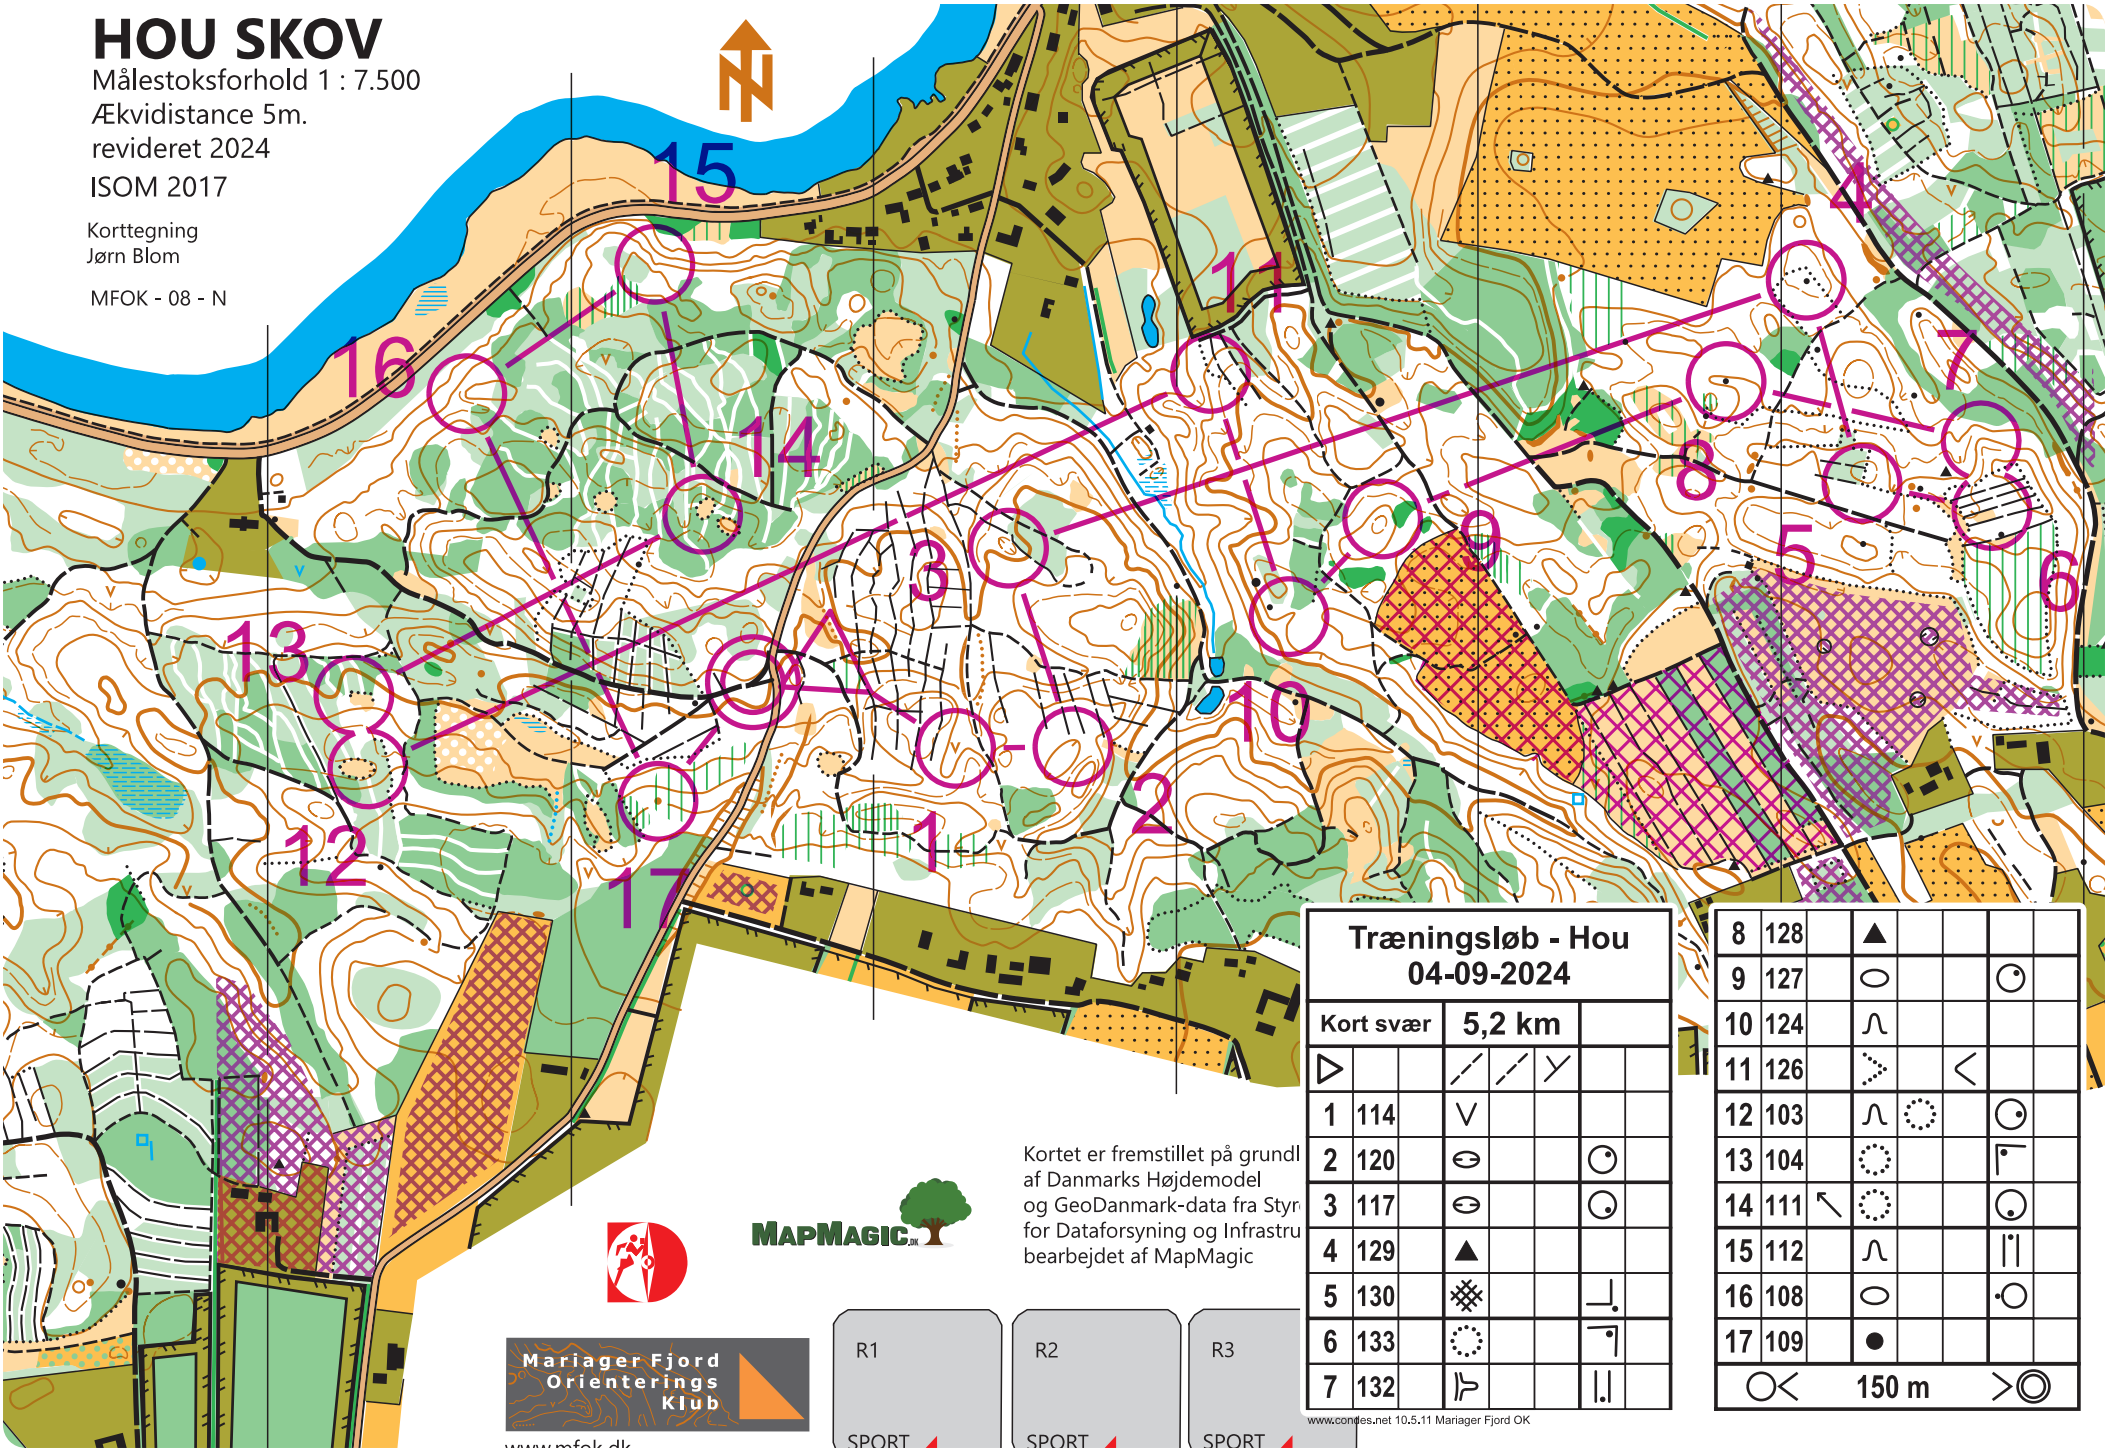 HOU SKOV
Målestoksforhold 1 : 7.500
Ækvidistance 5m.
revideret 2024
ISOM 2017
Korttegning
Jørn Blom
MFOK - 08 - N
N
15
4
11
16
7
14
8
3
9
5
6
13
10
2
12
1
17
Træningsløb - Hou
04-09-2024
Kort svær 5,2 km
1 114
2 120
3 117
4 129
5 130
6 133
7 132
8 128
9 127
10 124
11 126
12 103
13 104
14 111
15 112
16 108
17 109
150 m
www.condes.net 10.5.11 Mariager Fjord OK
Kortet er fremstillet på grundl
af Danmarks Højdemodel
og GeoDanmark-data fra Styr
for Dataforsyning og Infrastru
bearbejdet af MapMagic
MAPMAGIC.DK
Mariager Fjord
Orienterings
Klub
www.mfok.dk
R1
R2
R3
SPORT
SPORT
SPORT